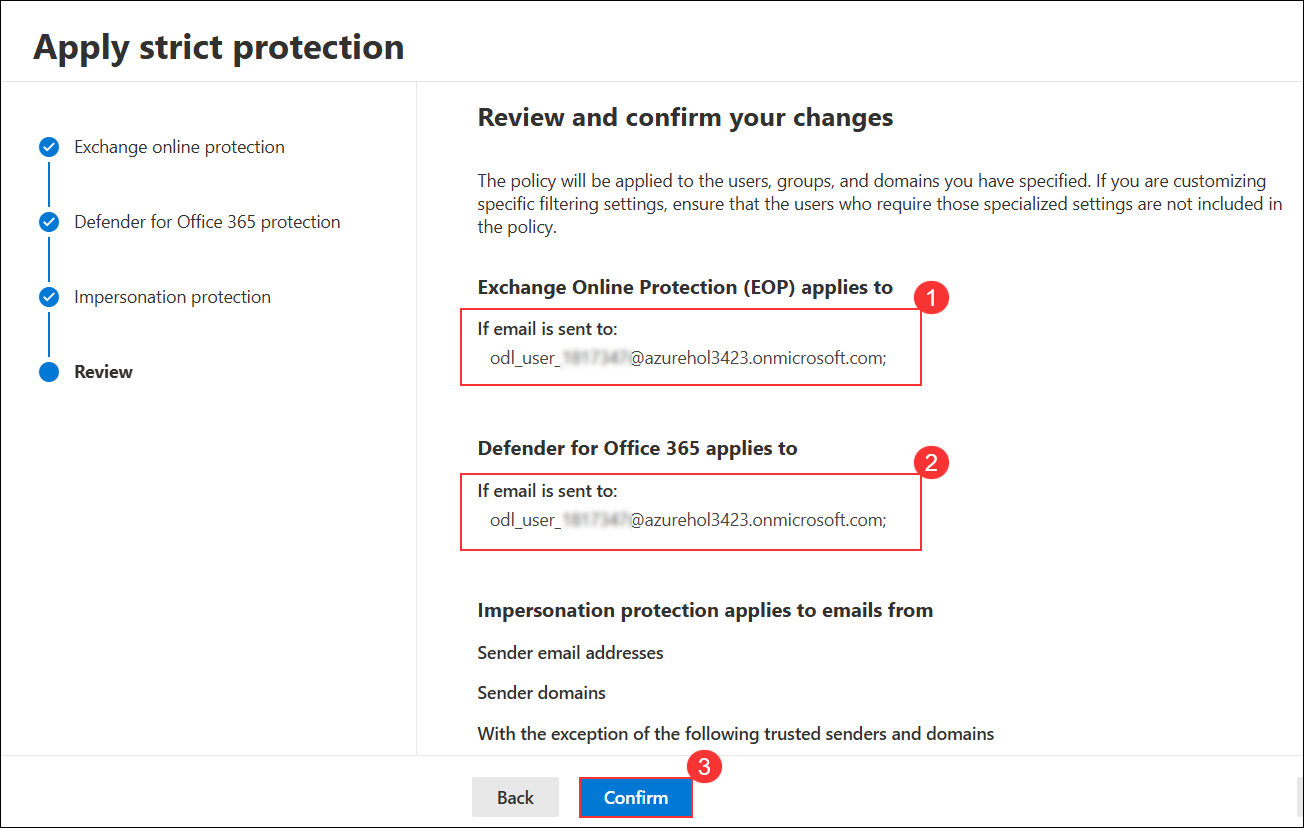 Apply strict protection
Exchange online protection
Defender for Office 365 protection
Impersonation protection
Review
Review and confirm your changes
The policy will be applied to the users, groups, and domains you have specified. If you are customizing
specific filtering settings, ensure that the users who require those specialized settings are not included in
the policy.
Exchange Online Protection (EOP) applies to
1
If email is sent to:
odl_user_ @azurehol3423.onmicrosoft.com;
Defender for Office 365 applies to
2
If email is sent to:
odl_user_ @azurehol3423.onmicrosoft.com;
Impersonation protection applies to emails from
Sender email addresses
Sender domains
With the exception of the following trusted senders and domains
3
Back
Confirm